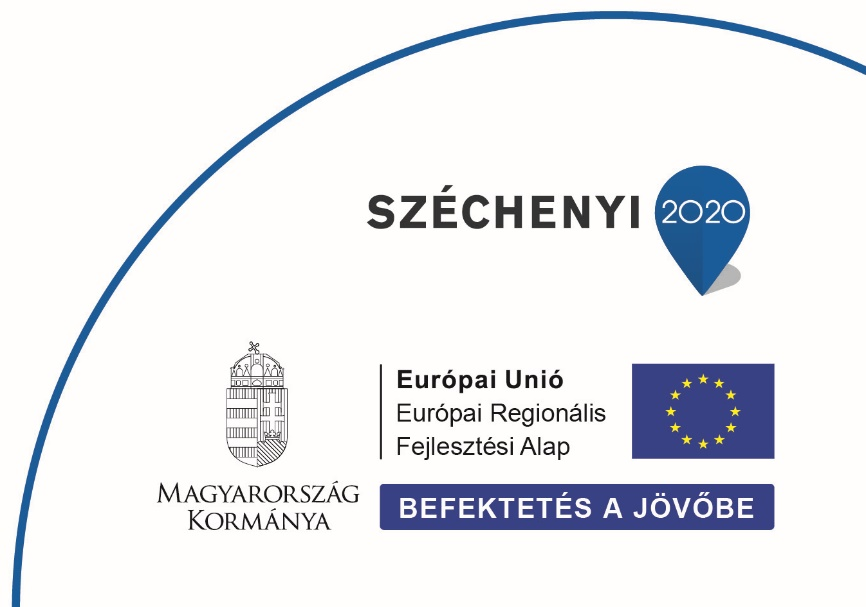 SZÉCHENYI 2020
Európai Unió
Európai Regionális
Fejlesztési Alap
MAGYARORSZÁG
KORMÁNYA
BEFEKTETÉS A JÖVŐBE